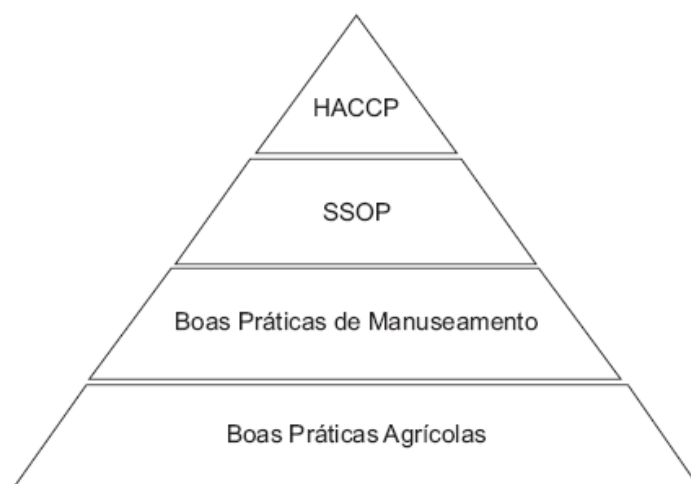 HACCP
SSOP
Boas Práticas de Manuseamento
Boas Práticas Agrícolas